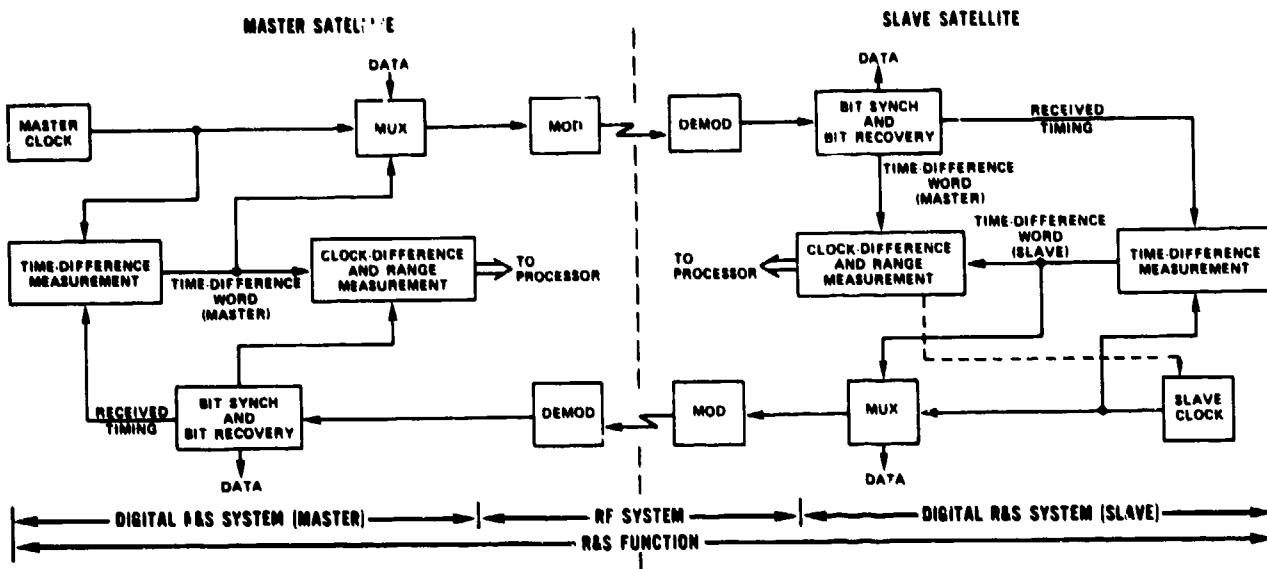 MASTER SATELLITE
SLAVE SATELLITE
DATA
DATA
MASTER
CLOCK
MUX
MOD
DEMOD
BIT SYNCH
AND
BIT RECOVERY
RECEIVED
TIMING
TIME-DIFFERENCE
WORD
(MASTER)
TIME-DIFFERENCE
MEASUREMENT
TIME-DIFFERENCE
WORD
(MASTER)
CLOCK-DIFFERENCE
AND RANGE
MEASUREMENT
TO
PROCESSOR
TO
PROCESSOR
CLOCK-DIFFERENCE
AND RANGE
MEASUREMENT
TIME-DIFFERENCE
WORD
(SLAVE)
TIME-DIFFERENCE
MEASUREMENT
RECEIVED
TIMING
BIT SYNCH
AND
BIT RECOVERY
DEMOD
MOD
MUX
SLAVE
CLOCK
DATA
DATA
DIGITAL R&S SYSTEM (MASTER)
RF SYSTEM
DIGITAL R&S SYSTEM (SLAVE)
R&S FUNCTION